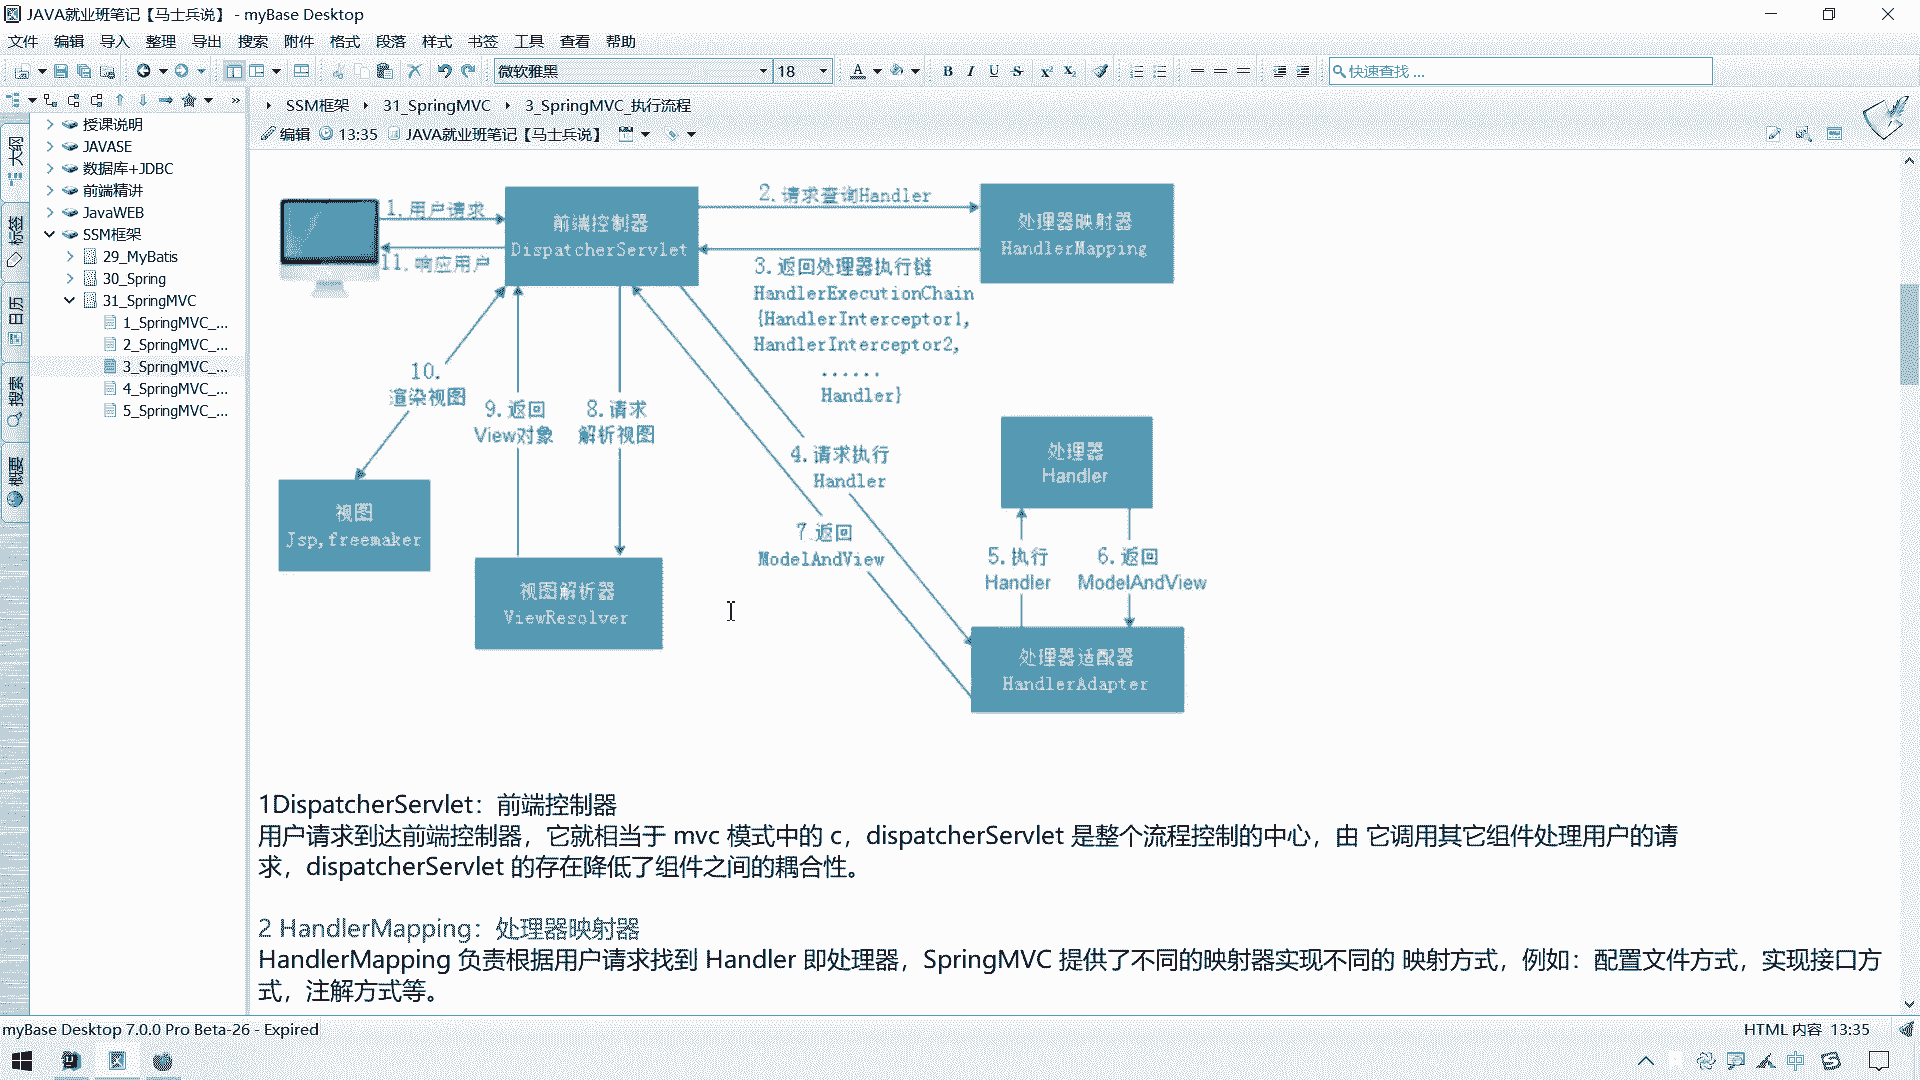 JAVA就业班笔记【马士兵说】 - myBase Desktop
文件 编辑 导入 整理 导出 搜索 附件 格式 段落 样式 书签 工具 查看 帮助
微软雅黑 18 快速查找 ...
SSM框架 31_SpringMVC 3_SpringMVC_执行流程
编辑 13:35 JAVA就业班笔记【马士兵说】
大纲
标签
日历
搜索
概要
授课说明
JAVASE
数据库+JDBC
前端精讲
JavaWEB
SSM框架
29_MyBatis
30_Spring
31_SpringMVC
1_SpringMVC_...
2_SpringMVC_...
3_SpringMVC_...
4_SpringMVC_...
5_SpringMVC_...
1. 用户请求
11. 响应用户
前端控制器
DispatcherServlet
2. 请求查询Handler
处理器映射器
HandlerMapping
3. 返回处理器执行链
HandlerExecutionChain
{HandlerInterceptor1,
HandlerInterceptor2,
......
Handler}
10.
渲染视图
9. 返回
View对象
8. 请求
解析视图
4. 请求执行
Handler
处理器
Handler
视图
Jsp,freemaker
7.返回
ModelAndView
5. 执行
Handler
6. 返回
ModelAndView
视图解析器
ViewResolver
处理器适配器
HandlerAdapter
1DispatcherServlet：前端控制器
用户请求到达前端控制器，它就相当于 mvc 模式中的 c，dispatcherServlet 是整个流程控制的中心，由 它调用其它组件处理用户的请
求，dispatcherServlet 的存在降低了组件之间的耦合性。
2 HandlerMapping：处理器映射器
HandlerMapping 负责根据用户请求找到 Handler 即处理器，SpringMVC 提供了不同的映射器实现不同的 映射方式，例如：配置文件方式，实现接口方
式，注解方式等。
myBase Desktop 7.0.0 Pro Beta-26 - Expired
HTML 内容 13:35
中